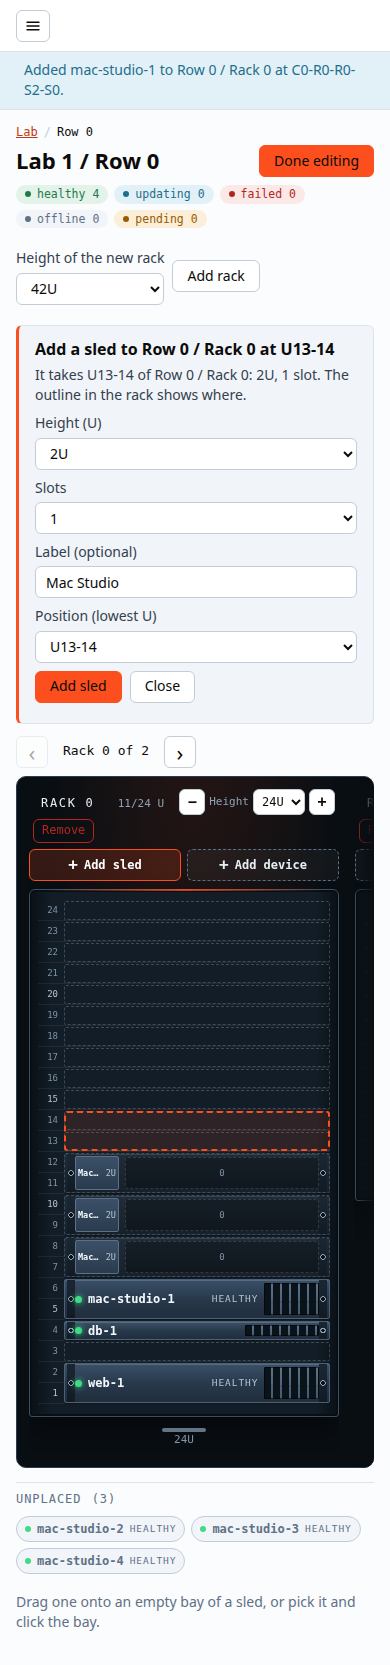 Added mac-studio-1 to Row 0 / Rack 0 at C0-R0-R0-
S2-S0.
Lab / Row 0
Lab 1 / Row 0
Done editing
healthy 4
updating 0
failed 0
offline 0
pending 0
Height of the new rack
42U
Add rack
Add a sled to Row 0 / Rack 0 at U13-14
It takes U13-14 of Row 0 / Rack 0: 2U, 1 slot. The
outline in the rack shows where.
Height (U)
2U
Slots
1
Label (optional)
Mac Studio
Position (lowest U)
U13-14
Add sled
Close
‹
Rack 0 of 2
›
RACK 0
11/24 U
−
Height
24U
+
Remove
+ Add sled
+ Add device
24
23
22
21
20
19
18
17
16
15
14
13
12
Mac… 2U
0
11
10
Mac… 2U
0
9
8
Mac… 2U
0
7
6
mac-studio-1
HEALTHY
5
4
db-1
3
2
web-1
HEALTHY
1
24U
UNPLACED (3)
mac-studio-2 HEALTHY
mac-studio-3 HEALTHY
mac-studio-4 HEALTHY
Drag one onto an empty bay of a sled, or pick it and
click the bay.